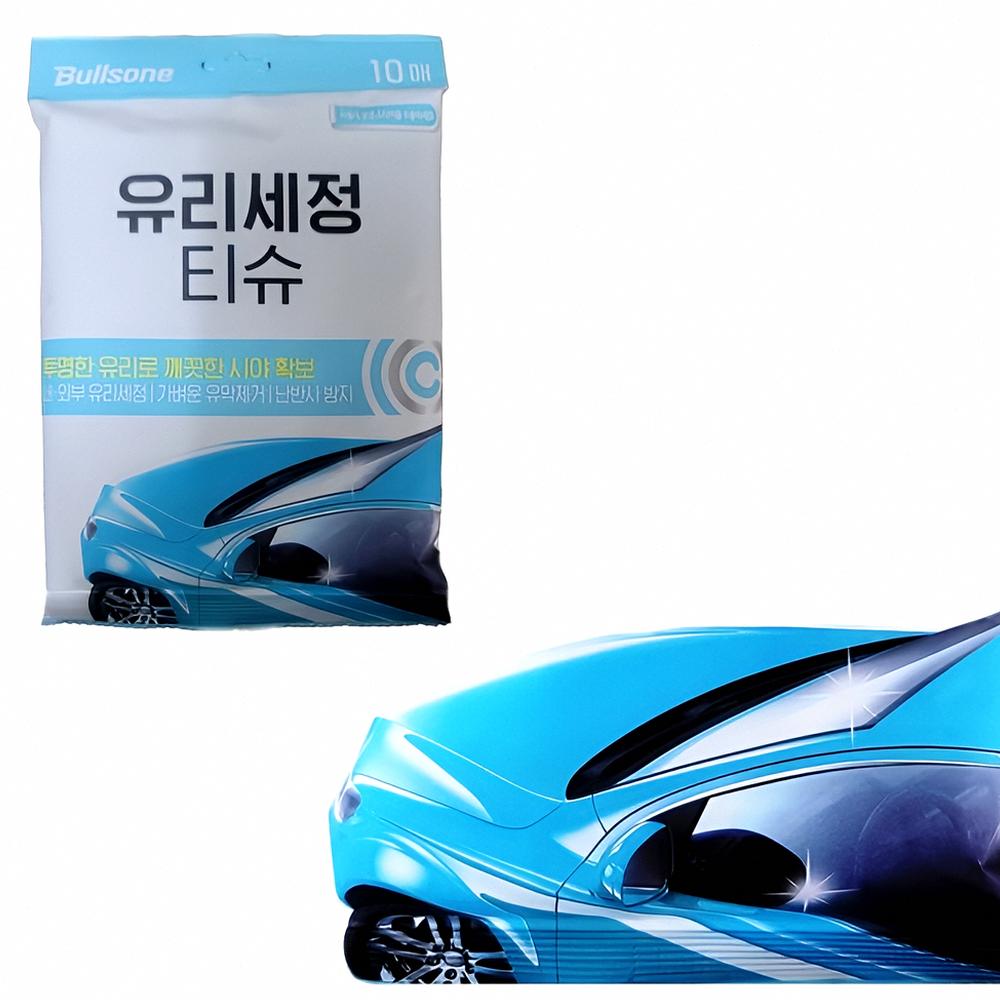 Bullsone
10매
유리세정
티슈
투명한 유리로 깨끗한 시야 확보
외부 유리세정 | 가벼운 유막제거 | 난반사 방지
C